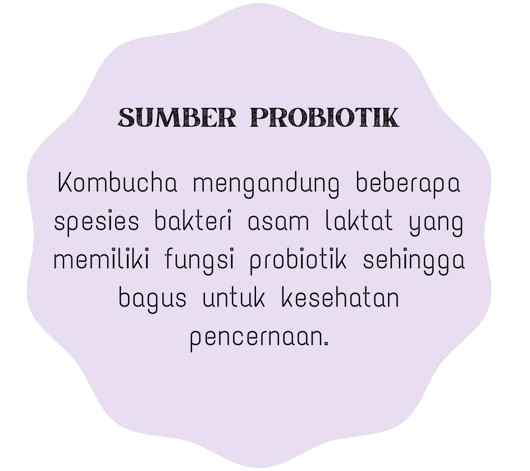 SUMBER PROBIOTIK
Kombucha mengandung beberapa
spesies bakteri asam laktat yang
memiliki fungsi probiotik sehingga
bagus untuk kesehatan
pencernaan.